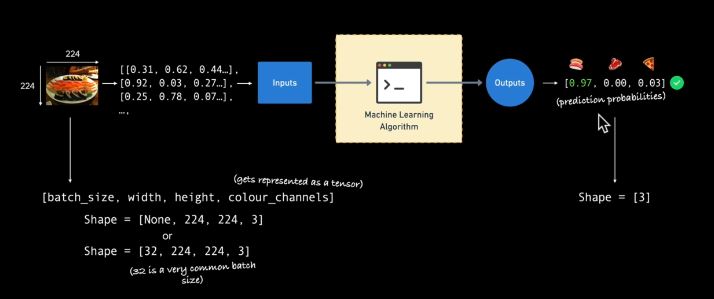 224
224
[[0.31, 0.62, 0.44…],
[0.92, 0.03, 0.27…],
[0.25, 0.78, 0.07…],
…,
Inputs
Machine Learning
Algorithm
Outputs
[0.97, 0.00, 0.03]
(prediction probabilities)
(gets represented as a tensor)
[batch_size, width, height, colour_channels]
Shape = [None, 224, 224, 3]
or
Shape = [32, 224, 224, 3]
(32 is a very common batch
size)
Shape = [3]